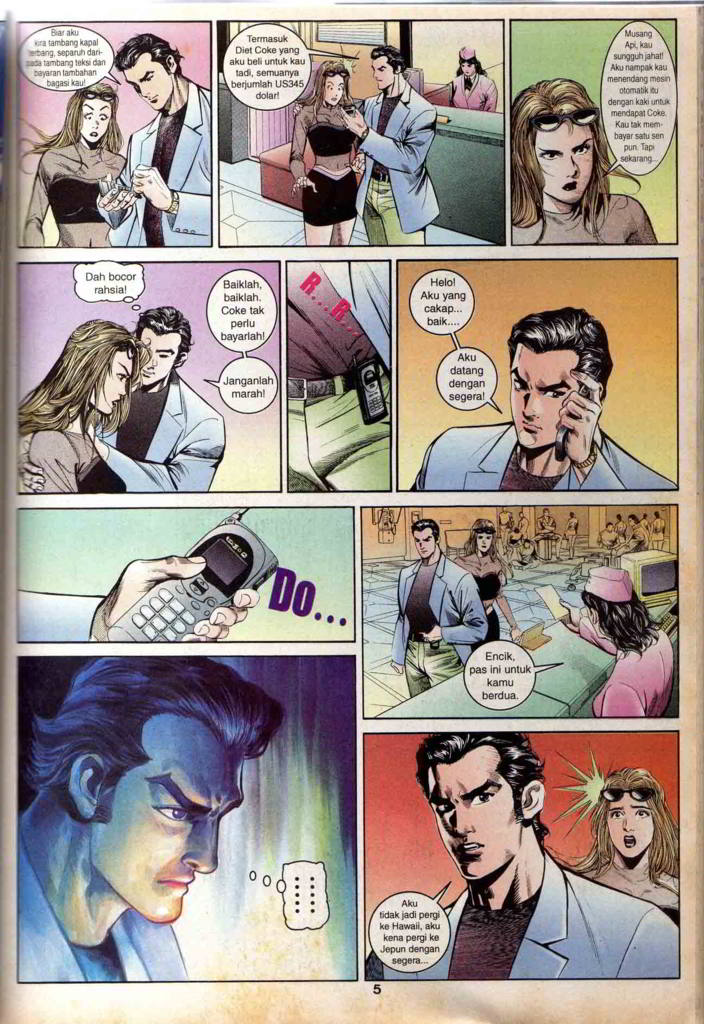 Biar aku
kira tambang kapal
terbang, separuh dari-
pada tambang teksi dan
bayaran tambahan
bagasi kau!
Termasuk
Diet Coke yang
aku beli untuk kau
tadi, semuanya
berjumlah US345
dolar!
Musang
Api, kau
sungguh jahat!
Aku nampak kau
menendang mesin
otomatik itu
dengan kaki untuk
mendapat Coke.
Kau tak mem-
bayar satu sen
pun. Tapi
sekarang...
Dah bocor
rahsia!
Baiklah,
baiklah.
Coke tak
perlu
bayarlah!
Janganlah
marah!
R...R...
Helo!
Aku yang
cakap...
baik....
Aku
datang
dengan
segera!
DO...
Encik,
pas ini untuk
kamu
berdua.
Aku
tidak jadi pergi
ke Hawaii, aku
kena pergi ke
Jepun dengan
segera...
5